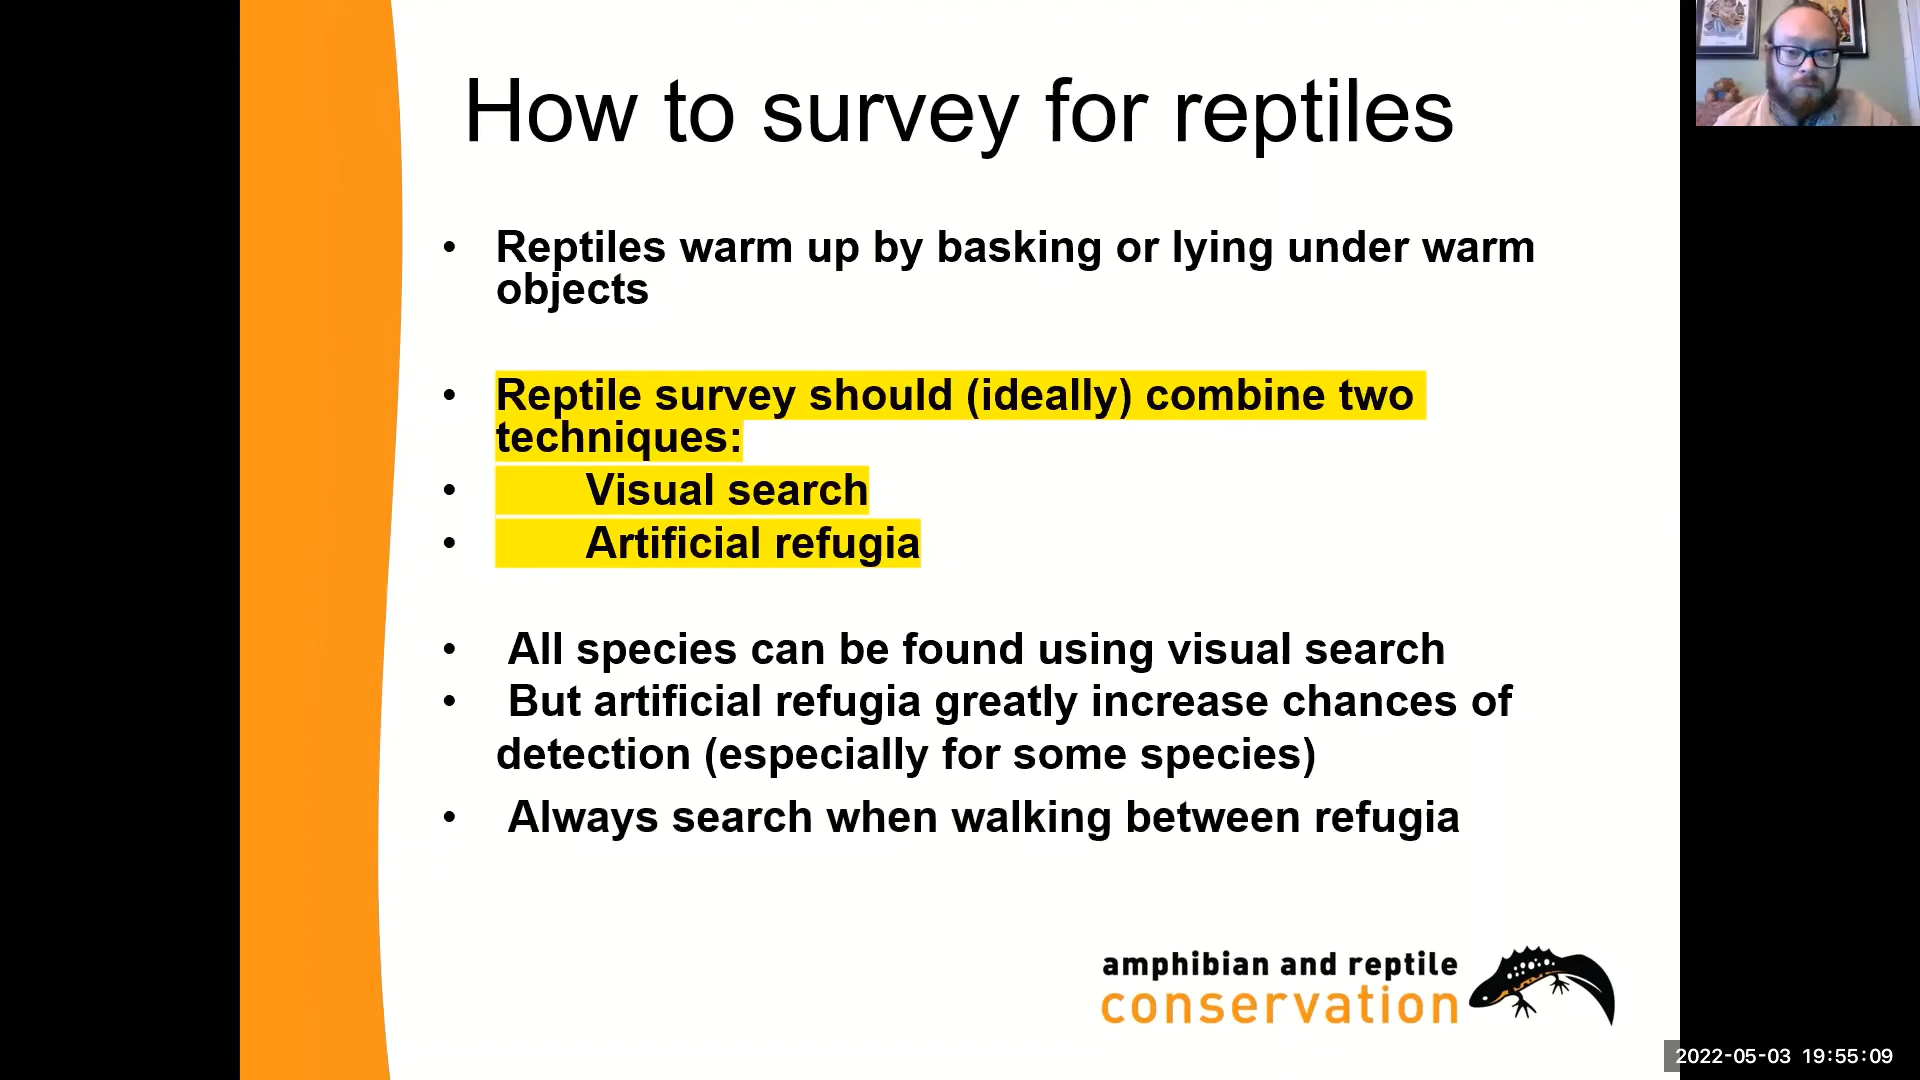 How to survey for reptiles
• Reptiles warm up by basking or lying under warm
objects
• Reptile survey should (ideally) combine two
techniques:
• Visual search
• Artificial refugia
• All species can be found using visual search
• But artificial refugia greatly increase chances of
detection (especially for some species)
• Always search when walking between refugia
amphibian and reptile
conservation
2022-05-03 19:55:09